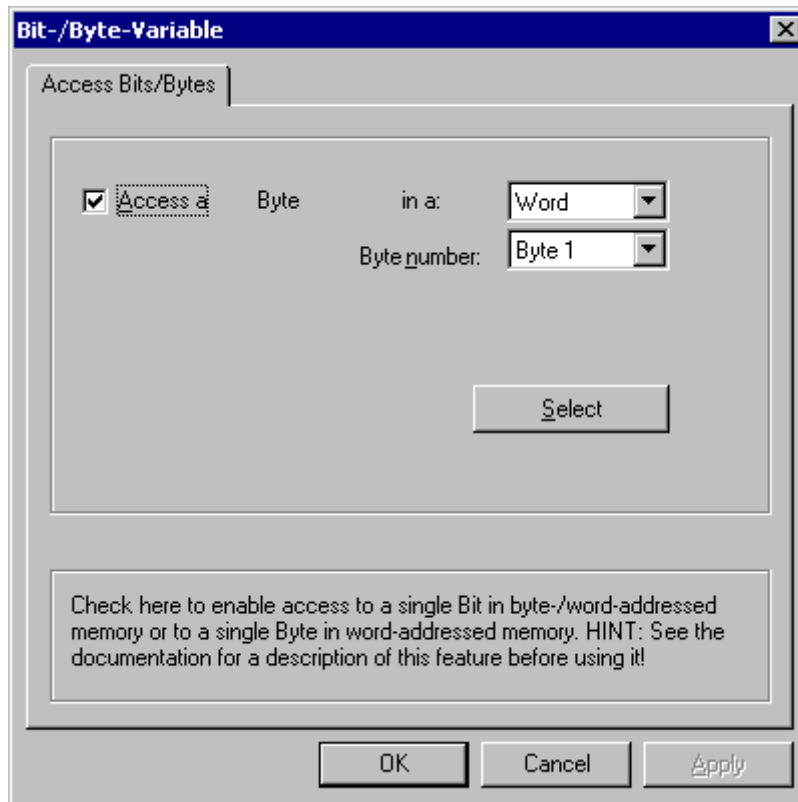 Bit-/Byte-Variable
Access Bits/Bytes
Access a Byte in a: Word
Byte number: Byte 1
Select
Check here to enable access to a single Bit in byte-/word-addressed
memory or to a single Byte in word-addressed memory. HINT: See the
documentation for a description of this feature before using it!
OK Cancel Apply